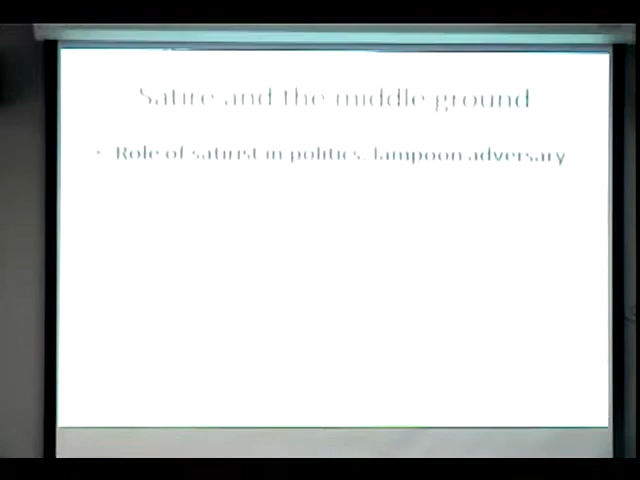 Satire and the middle ground
• Role of satirist in politics: lampoon adversary